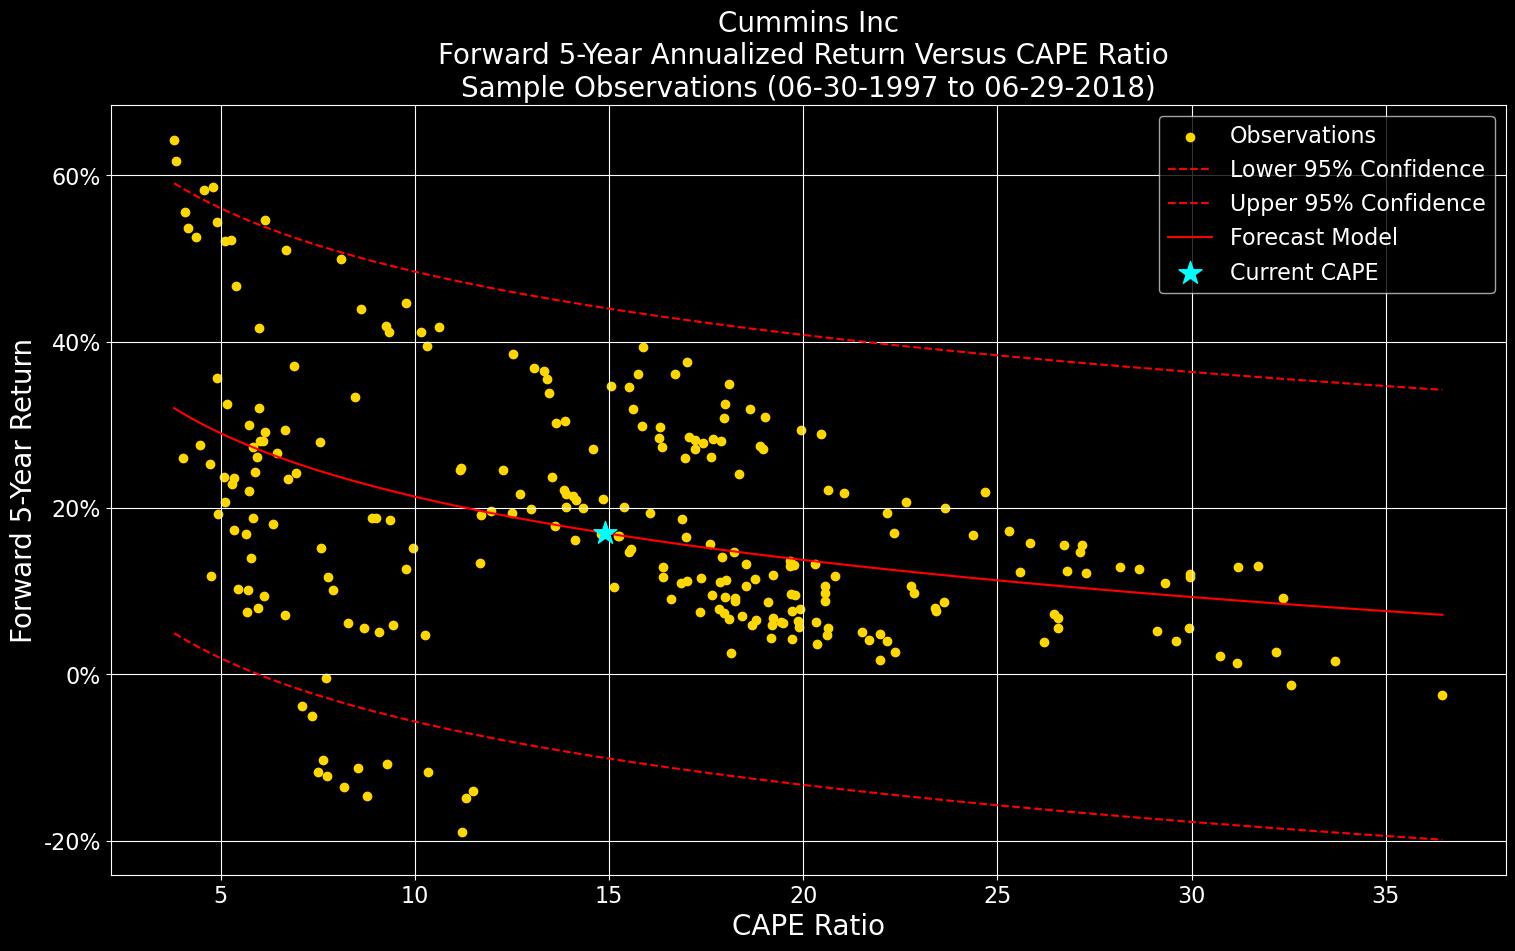 Cummins Inc
Forward 5-Year Annualized Return Versus CAPE Ratio
Sample Observations (06-30-1997 to 06-29-2018)
Observations
Lower 95% Confidence
Upper 95% Confidence
Forecast Model
Current CAPE
Forward 5-Year Return
60%
40%
20%
0%
-20%
5
10
15
20
25
30
35
CAPE Ratio